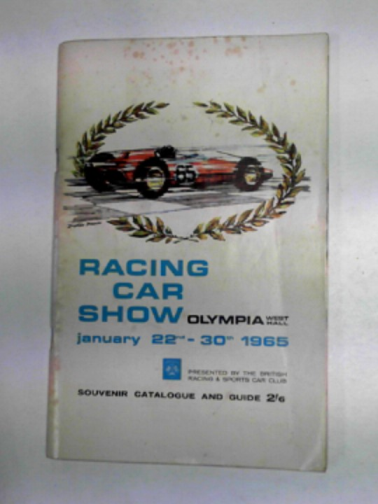 65
RACING
CAR
SHOW OLYMPIA WEST HALL
january 22nd - 30th 1965
PRESENTED BY THE BRITISH
RACING & SPORTS CAR CLUB
SOUVENIR CATALOGUE AND GUIDE 2/6